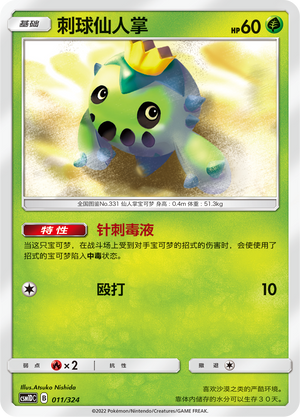 基础 刺球仙人掌 HP60
全国图鉴No.331 仙人掌宝可梦 身高:0.4m 体重:51.3kg
特性 针刺毒液
当这只宝可梦,在战斗场上受到对手宝可梦的招式的伤害时,会使使用了
招式的宝可梦陷入中毒状态。
殴打 10
弱点 ×2 抗性 撤退
Illus.Atsuko Nishida
CSM1DC B 011/324
喜欢沙漠之类的严酷环境。
靠体内储存的水分可以生存30天。
©2022 Pokémon/Nintendo/Creatures/GAME FREAK.